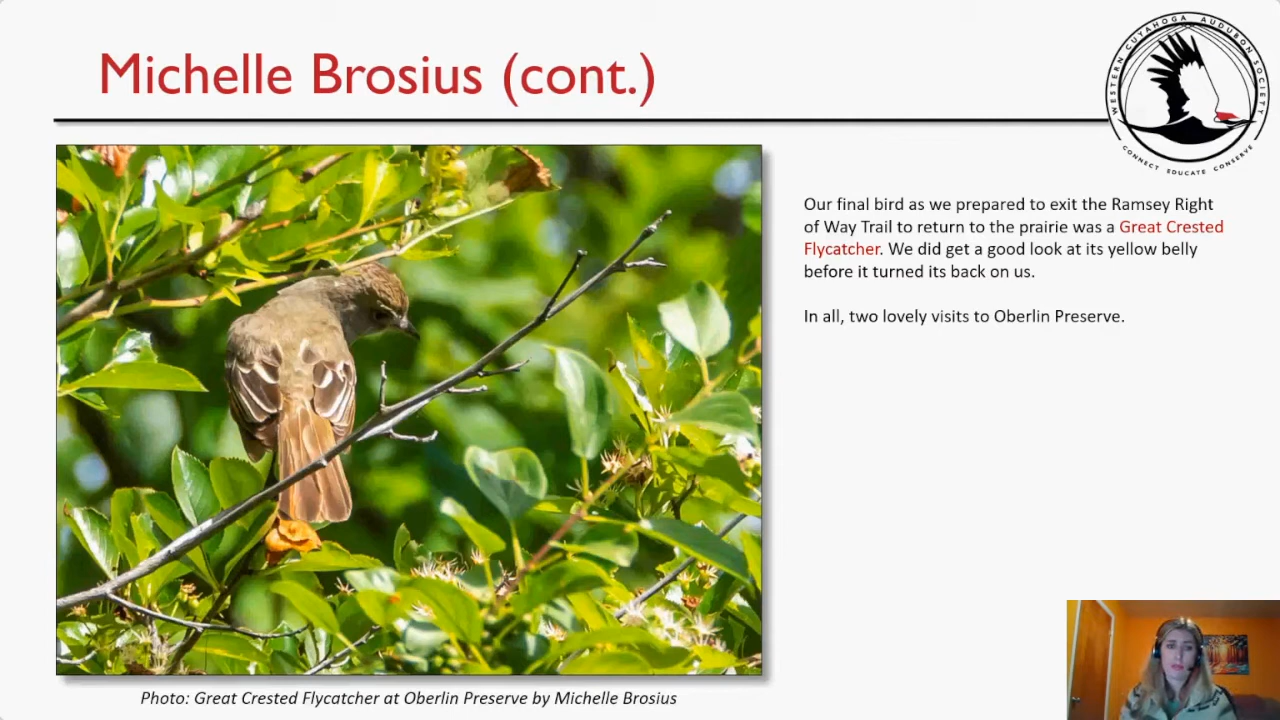 Michelle Brosius (cont.)
WESTERN CUYAHOGA AUDUBON SOCIETY
CONNECT EDUCATE CONSERVE
Our final bird as we prepared to exit the Ramsey Right
of Way Trail to return to the prairie was a Great Crested
Flycatcher. We did get a good look at its yellow belly
before it turned its back on us.
In all, two lovely visits to Oberlin Preserve.
Photo: Great Crested Flycatcher at Oberlin Preserve by Michelle Brosius